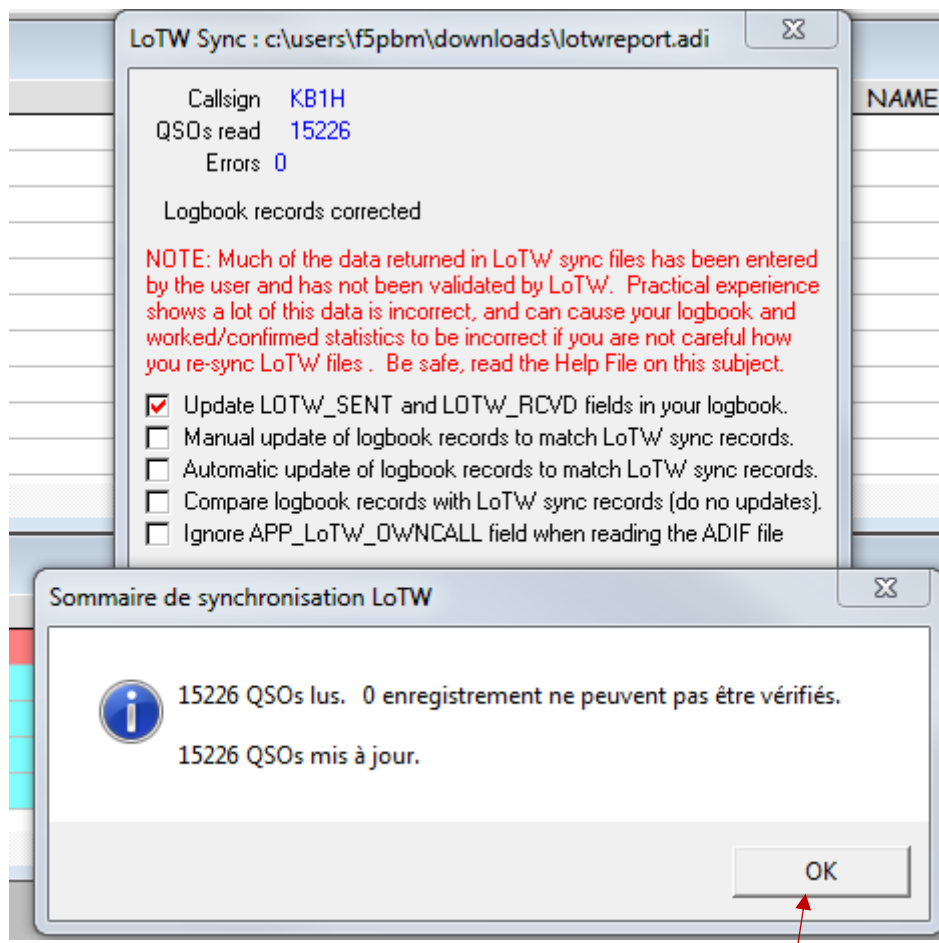 LoTW Sync : c:\users\f5pbm\downloads\lotwreport.adi
NAME
Callsign KB1H
QSOs read 15226
Errors 0
Logbook records corrected
NOTE: Much of the data returned in LoTW sync files has been entered
by the user and has not been validated by LoTW. Practical experience
shows a lot of this data is incorrect, and can cause your logbook and
worked/confirmed statistics to be incorrect if you are not careful how
you re-sync LoTW files . Be safe, read the Help File on this subject.
Update LOTW_SENT and LOTW_RCVD fields in your logbook.
Manual update of logbook records to match LoTW sync records.
Automatic update of logbook records to match LoTW sync records.
Compare logbook records with LoTW sync records (do no updates).
Ignore APP_LoTW_OWNCALL field when reading the ADIF file
Sommaire de synchronisation LoTW
15226 QSOs lus. 0 enregistrement ne peuvent pas être vérifiés.
15226 QSOs mis à jour.
OK